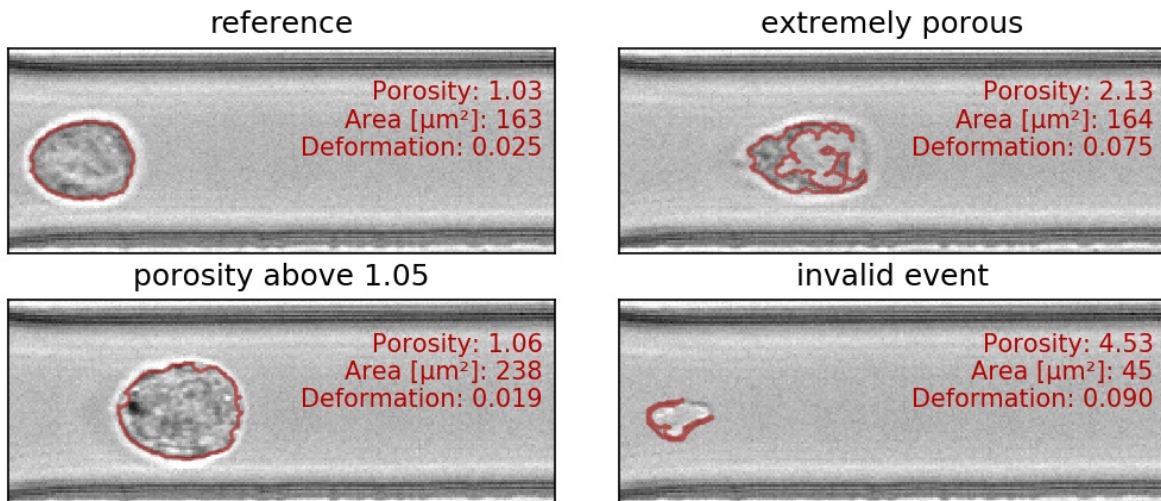 reference
Porosity: 1.03
Area [µm²]: 163
Deformation: 0.025
extremely porous
Porosity: 2.13
Area [µm²]: 164
Deformation: 0.075
porosity above 1.05
Porosity: 1.06
Area [µm²]: 238
Deformation: 0.019
invalid event
Porosity: 4.53
Area [µm²]: 45
Deformation: 0.090